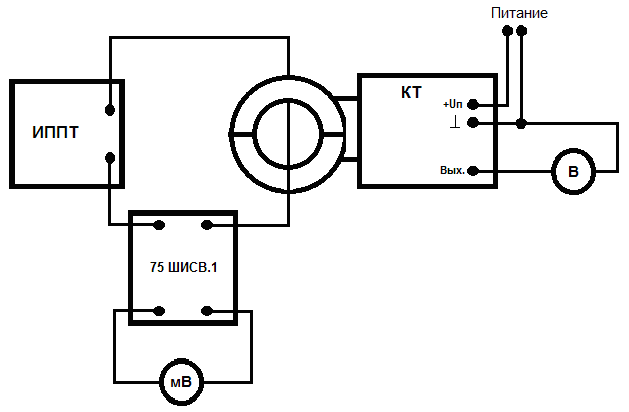 Питание
КТ
+Uп
⊥
ИППТ
Вых.
В
75 ШИСВ.1
мВ